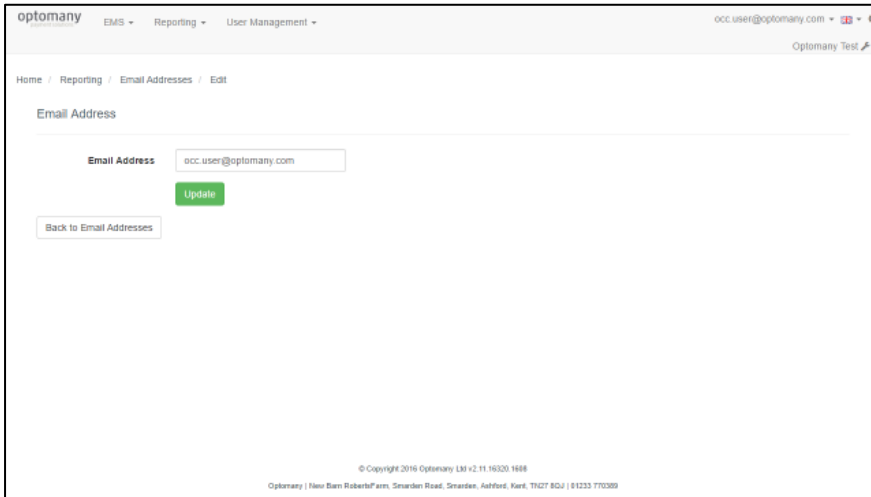 optomany
EMS
Reporting
User Management
occ.user@optomany.com
Optomany Test
Home / Reporting / Email Addresses / Edit
Email Address
Email Address
occ.user@optomany.com
Update
Back to Email Addresses
© Copyright 2016 Optomany Ltd v2.11.16320.1608
Optomany | New Barn RobertsFarm, Smarden Road, Smarden, Ashford, Kent, TN27 8QJ | 01233 770389